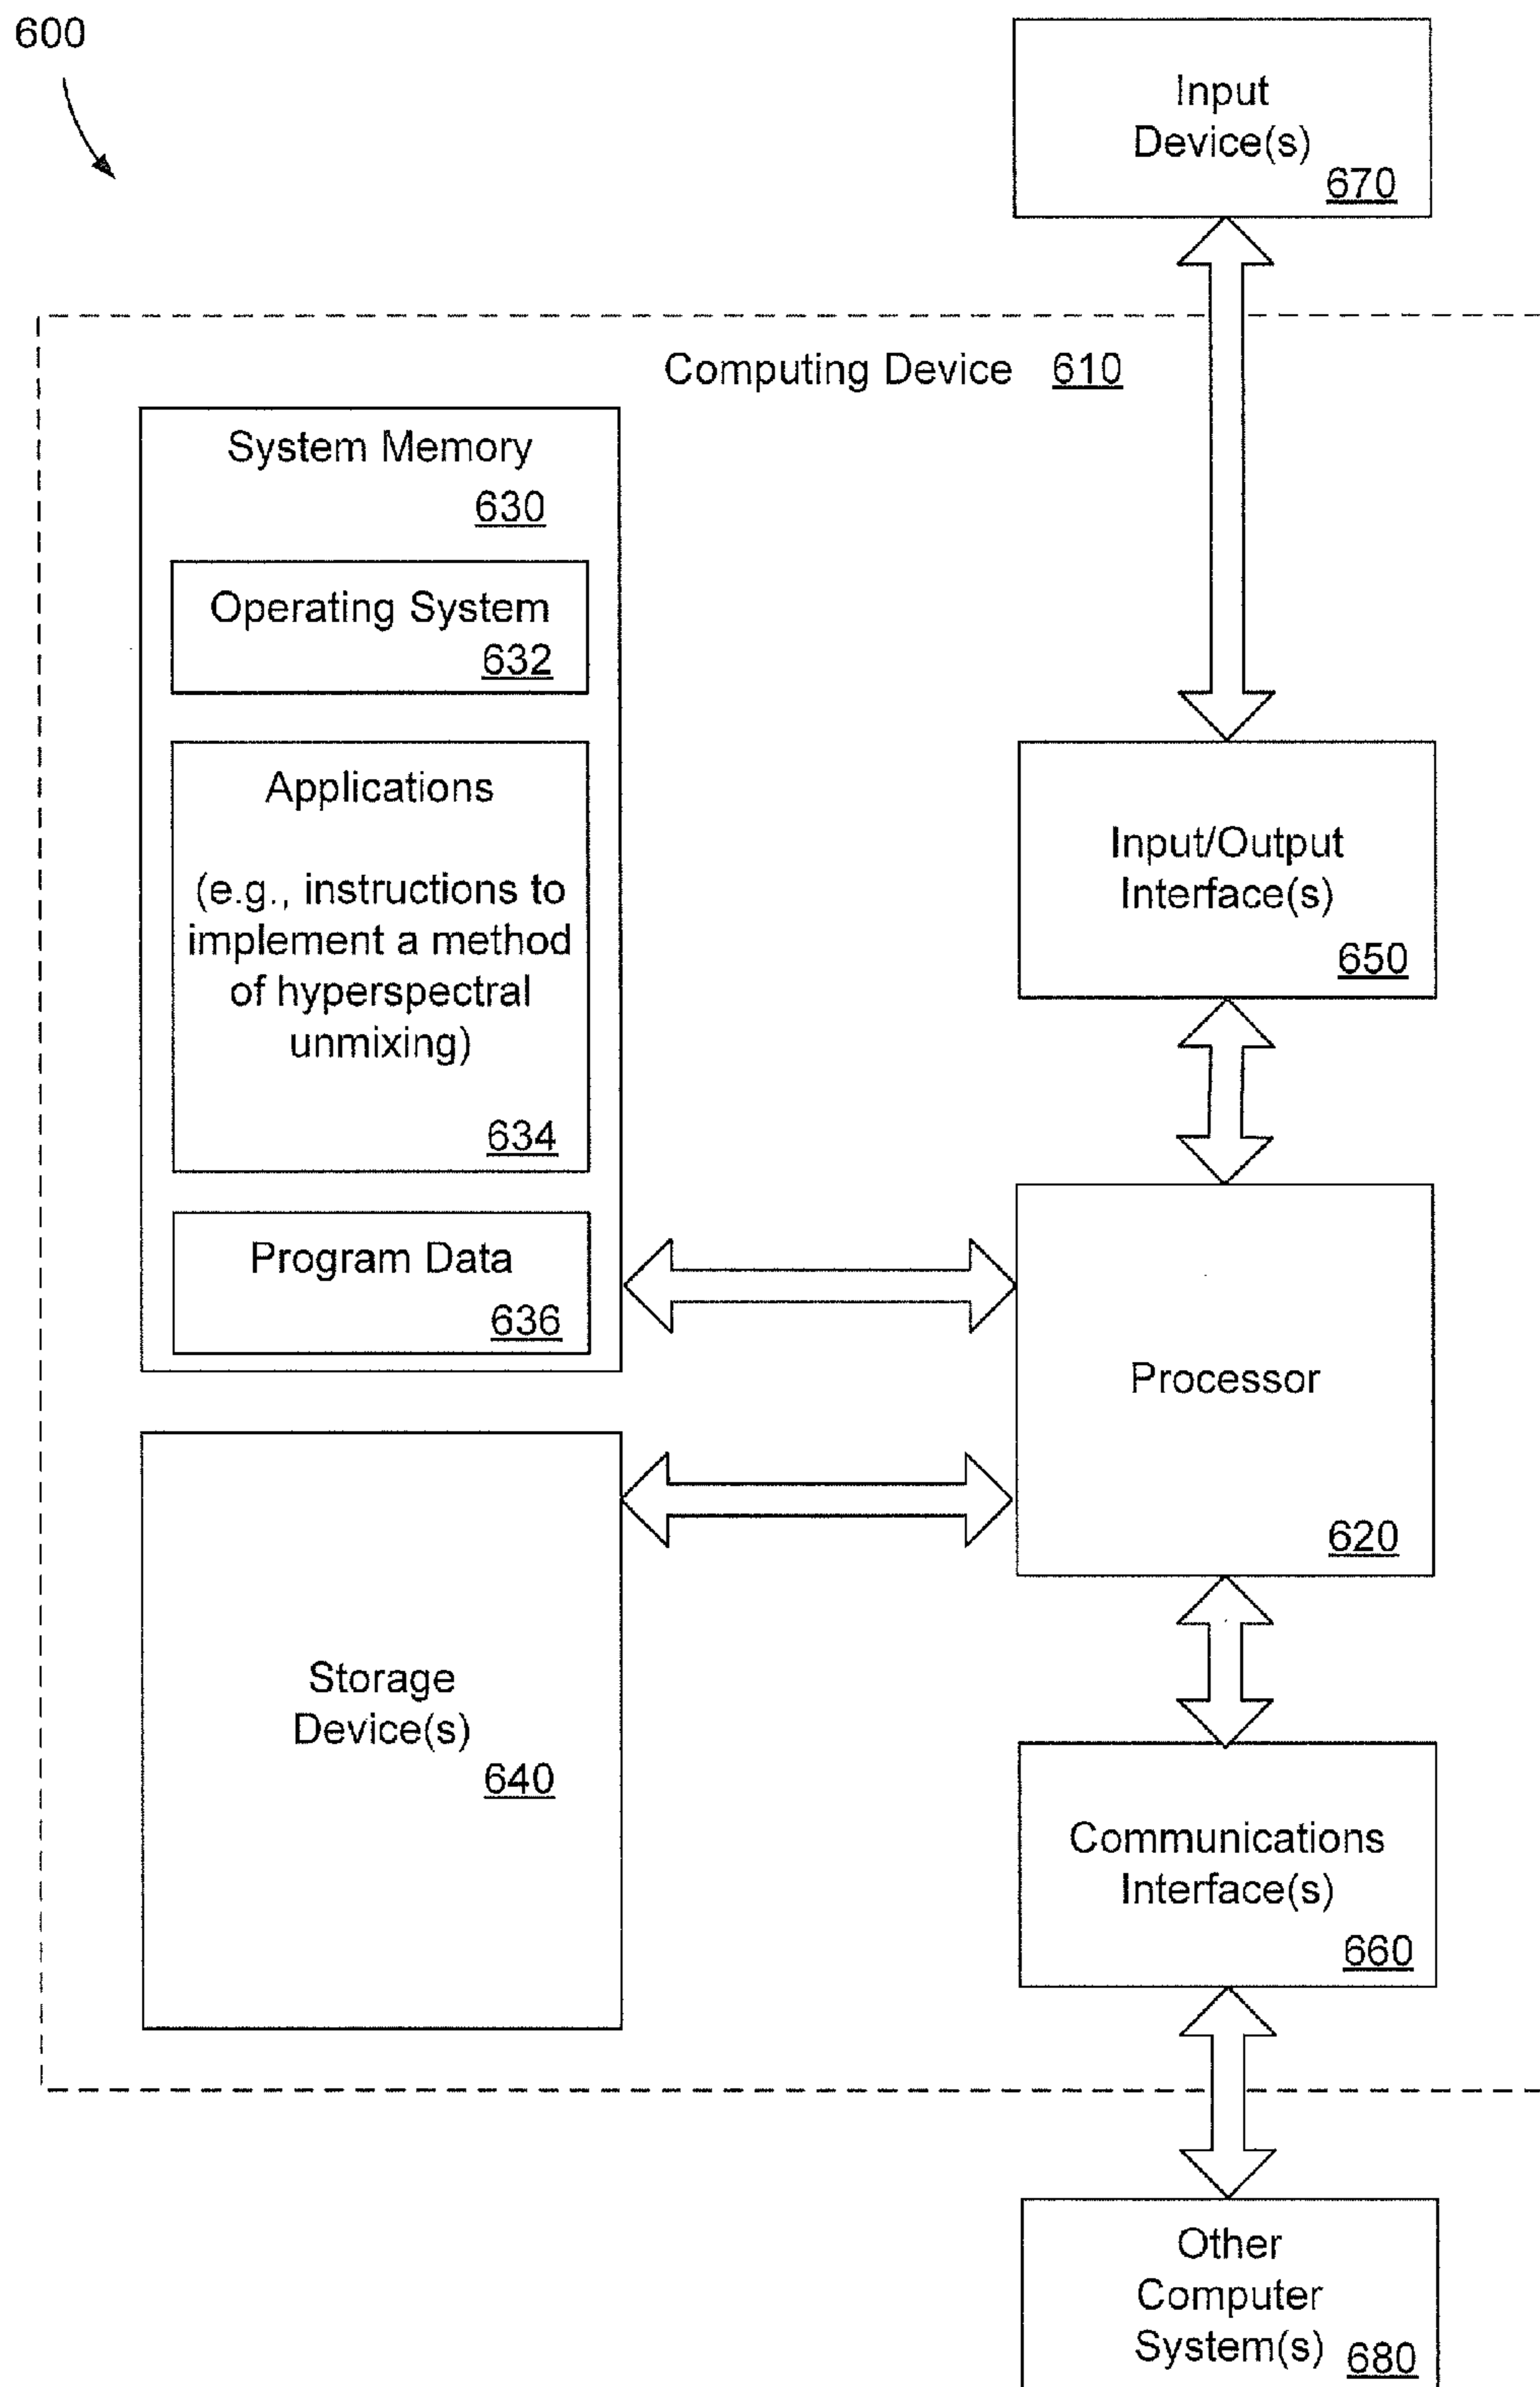 600
Input
Device(s)
670
Computing Device 610
System Memory
630
Operating System
632
Applications
(e.g., instructions to
implement a method
of hyperspectral
unmixing)
634
Program Data
636
Storage
Device(s)
640
Input/Output
Interface(s)
650
Processor
620
Communications
Interface(s)
660
Other
Computer
System(s) 680